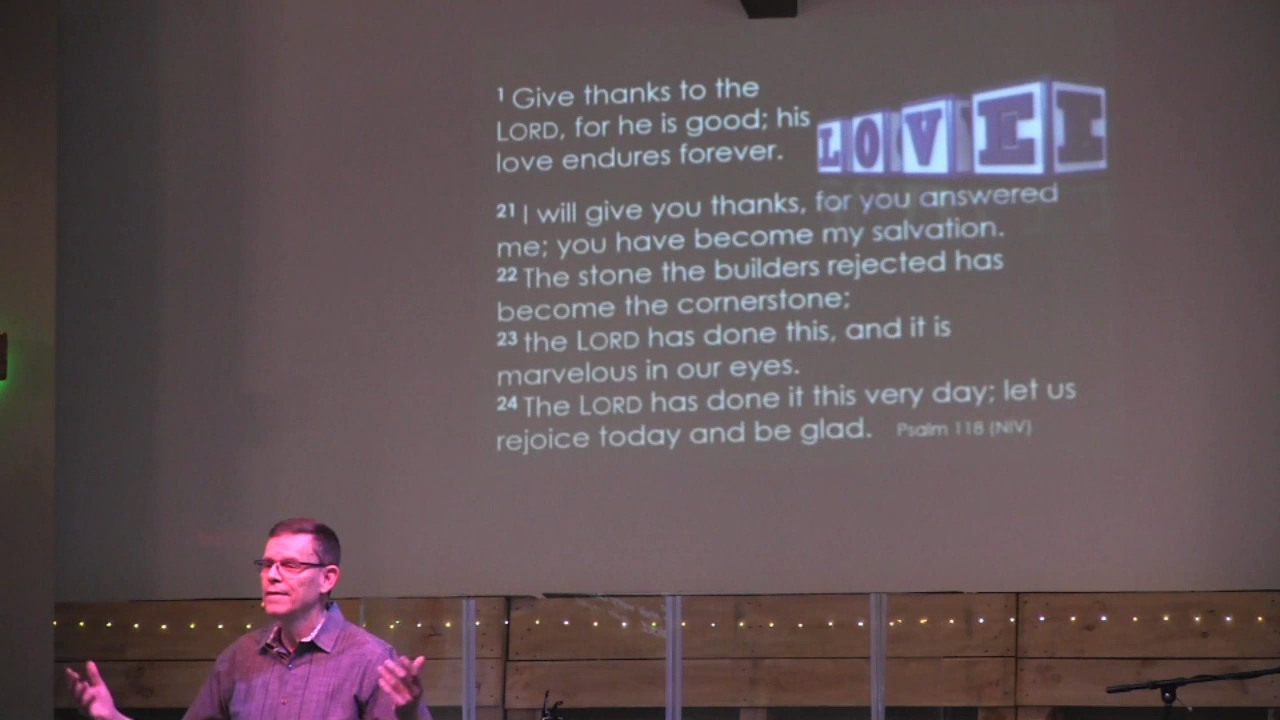 1 Give thanks to the
LORD, for he is good; his
love endures forever.
LOVE
21 I will give you thanks, for you answered
me; you have become my salvation.
22 The stone the builders rejected has
become the cornerstone;
23 the LORD has done this, and it is
marvelous in our eyes.
24 The LORD has done it this very day; let us
rejoice today and be glad. Psalm 118 (NIV)